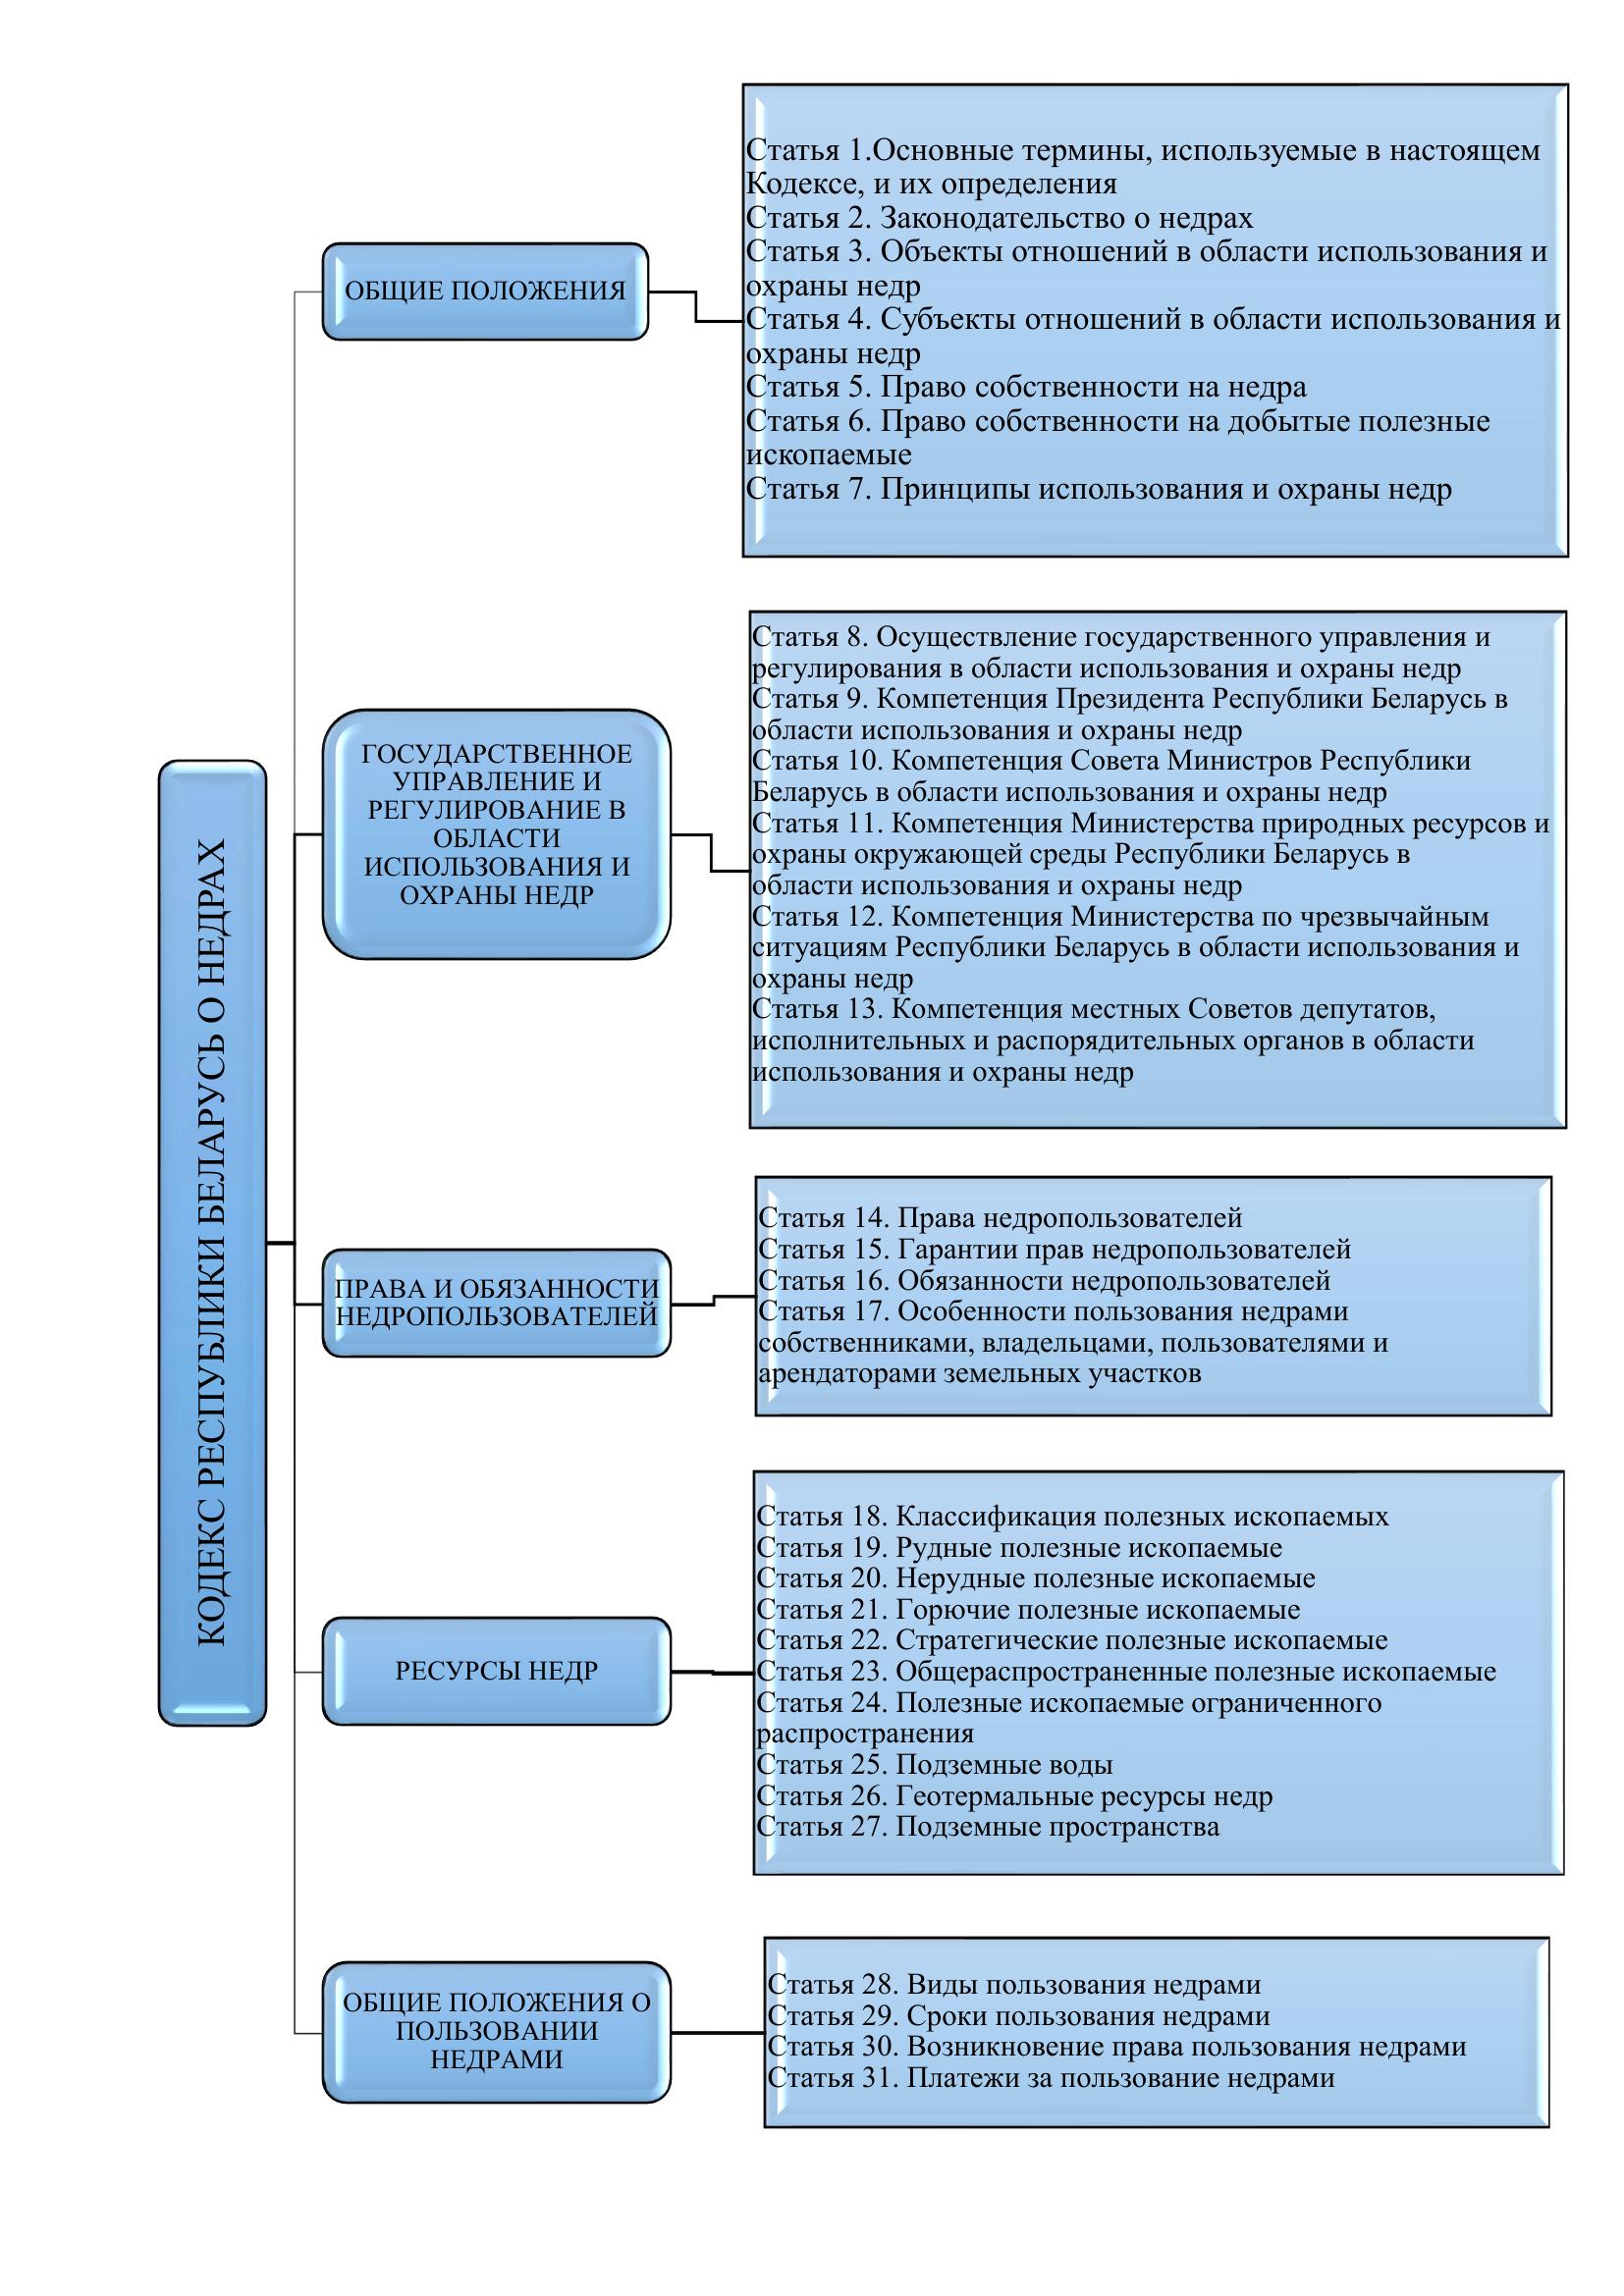 КОДЕКС РЕСПУБЛИКИ БЕЛАРУСЬ О НЕДРАХ
ОБЩИЕ ПОЛОЖЕНИЯ
Статья 1.Основные термины, используемые в настоящем
Кодексе, и их определения
Статья 2. Законодательство о недрах
Статья 3. Объекты отношений в области использования и
охраны недр
Статья 4. Субъекты отношений в области использования и
охраны недр
Статья 5. Право собственности на недра
Статья 6. Право собственности на добытые полезные
ископаемые
Статья 7. Принципы использования и охраны недр
ГОСУДАРСТВЕННОЕ
УПРАВЛЕНИЕ И
РЕГУЛИРОВАНИЕ В
ОБЛАСТИ
ИСПОЛЬЗОВАНИЯ И
ОХРАНЫ НЕДР
Статья 8. Осуществление государственного управления и
регулирования в области использования и охраны недр
Статья 9. Компетенция Президента Республики Беларусь в
области использования и охраны недр
Статья 10. Компетенция Совета Министров Республики
Беларусь в области использования и охраны недр
Статья 11. Компетенция Министерства природных ресурсов и
охраны окружающей среды Республики Беларусь в
области использования и охраны недр
Статья 12. Компетенция Министерства по чрезвычайным
ситуациям Республики Беларусь в области использования и
охраны недр
Статья 13. Компетенция местных Советов депутатов,
исполнительных и распорядительных органов в области
использования и охраны недр
ПРАВА И ОБЯЗАННОСТИ
НЕДРОПОЛЬЗОВАТЕЛЕЙ
Статья 14. Права недропользователей
Статья 15. Гарантии прав недропользователей
Статья 16. Обязанности недропользователей
Статья 17. Особенности пользования недрами
собственниками, владельцами, пользователями и
арендаторами земельных участков
РЕСУРСЫ НЕДР
Статья 18. Классификация полезных ископаемых
Статья 19. Рудные полезные ископаемые
Статья 20. Нерудные полезные ископаемые
Статья 21. Горючие полезные ископаемые
Статья 22. Стратегические полезные ископаемые
Статья 23. Общераспространенные полезные ископаемые
Статья 24. Полезные ископаемые ограниченного
распространения
Статья 25. Подземные воды
Статья 26. Геотермальные ресурсы недр
Статья 27. Подземные пространства
ОБЩИЕ ПОЛОЖЕНИЯ О
ПОЛЬЗОВАНИИ
НЕДРАМИ
Статья 28. Виды пользования недрами
Статья 29. Сроки пользования недрами
Статья 30. Возникновение права пользования недрами
Статья 31. Платежи за пользование недрами